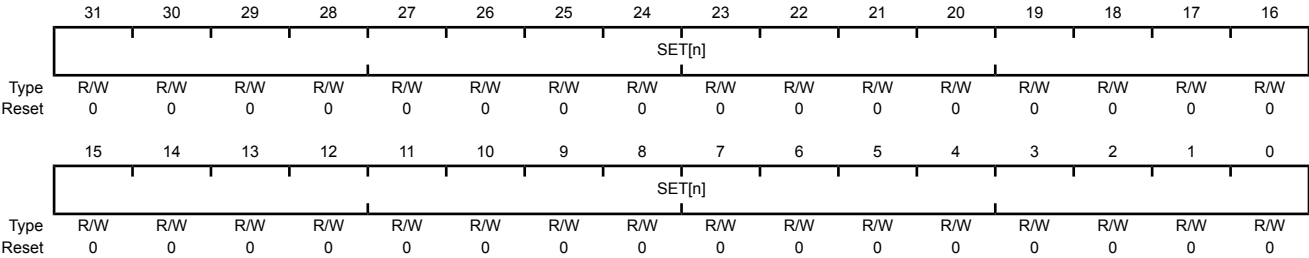 31 30 29 28 27 26 25 24 23 22 21 20 19 18 17 16
SET[n]
Type R/W R/W R/W R/W R/W R/W R/W R/W R/W R/W R/W R/W R/W R/W R/W R/W
Reset 0 0 0 0 0 0 0 0 0 0 0 0 0 0 0 0
15 14 13 12 11 10 9 8 7 6 5 4 3 2 1 0
SET[n]
Type R/W R/W R/W R/W R/W R/W R/W R/W R/W R/W R/W R/W R/W R/W R/W R/W
Reset 0 0 0 0 0 0 0 0 0 0 0 0 0 0 0 0